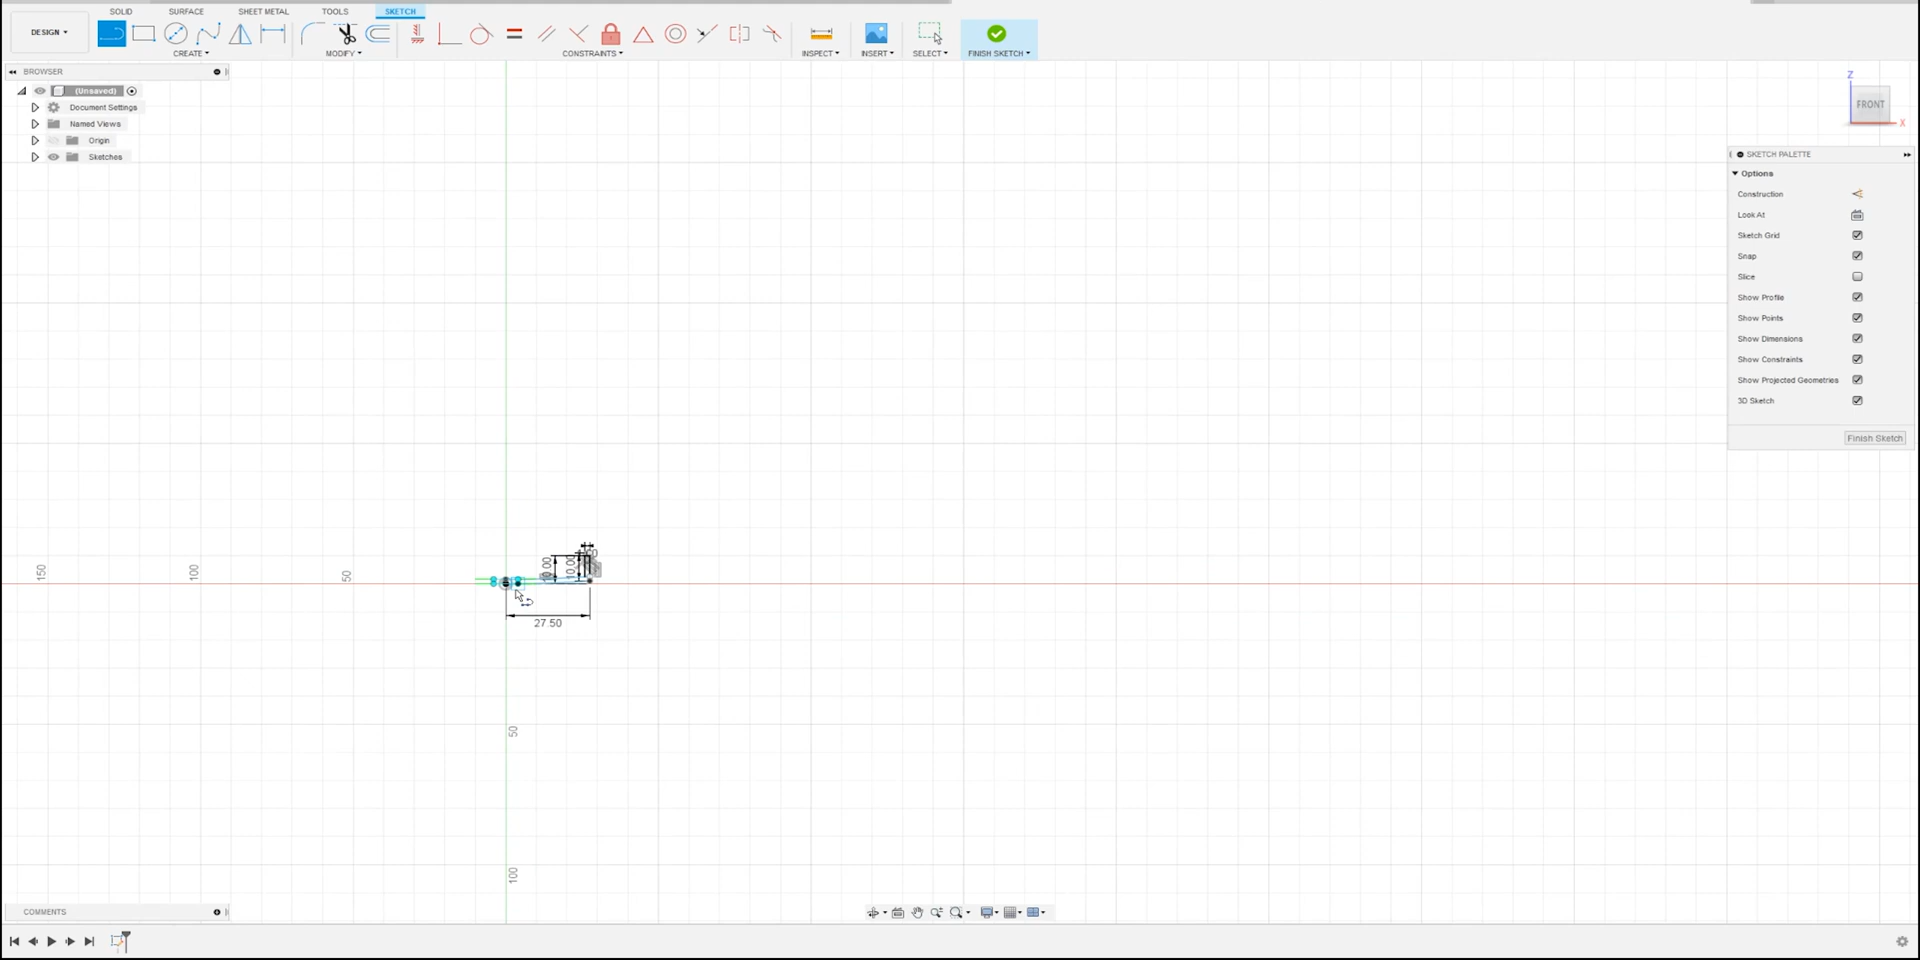 SOLID
SURFACE
SHEET METAL
TOOLS
SKETCH
DESIGN
CREATE
MODIFY
CONSTRAINTS
INSPECT
INSERT
SELECT
FINISH SKETCH
BROWSER
(Unsaved)
Document Settings
Named Views
Origin
Sketches
Z
FRONT
X
SKETCH PALETTE
Options
Construction
Look At
Sketch Grid
Snap
Slice
Show Profile
Show Points
Show Dimensions
Show Constraints
Show Projected Geometries
3D Sketch
Finish Sketch
150
100
50
10.00
27.50
50
100
COMMENTS